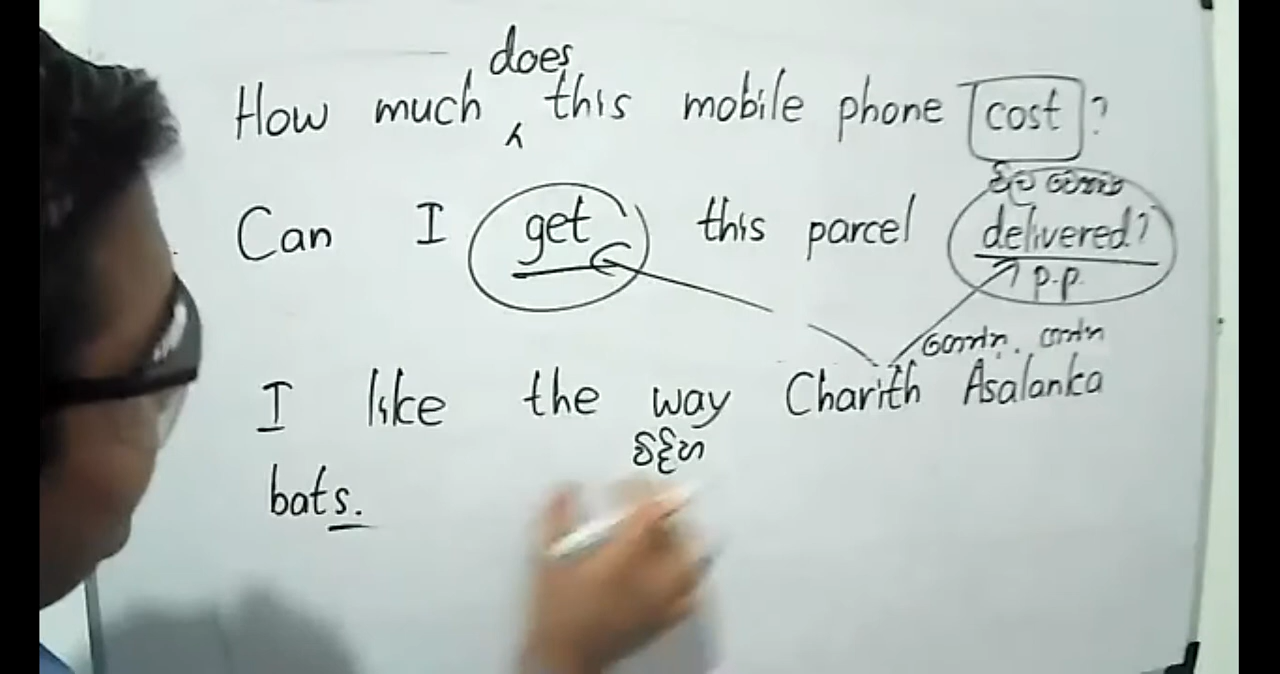 does
How much ʌ this mobile phone cost?
Can I get this parcel delivered?
p.p.
I like the way Charith Asalanka
bats.